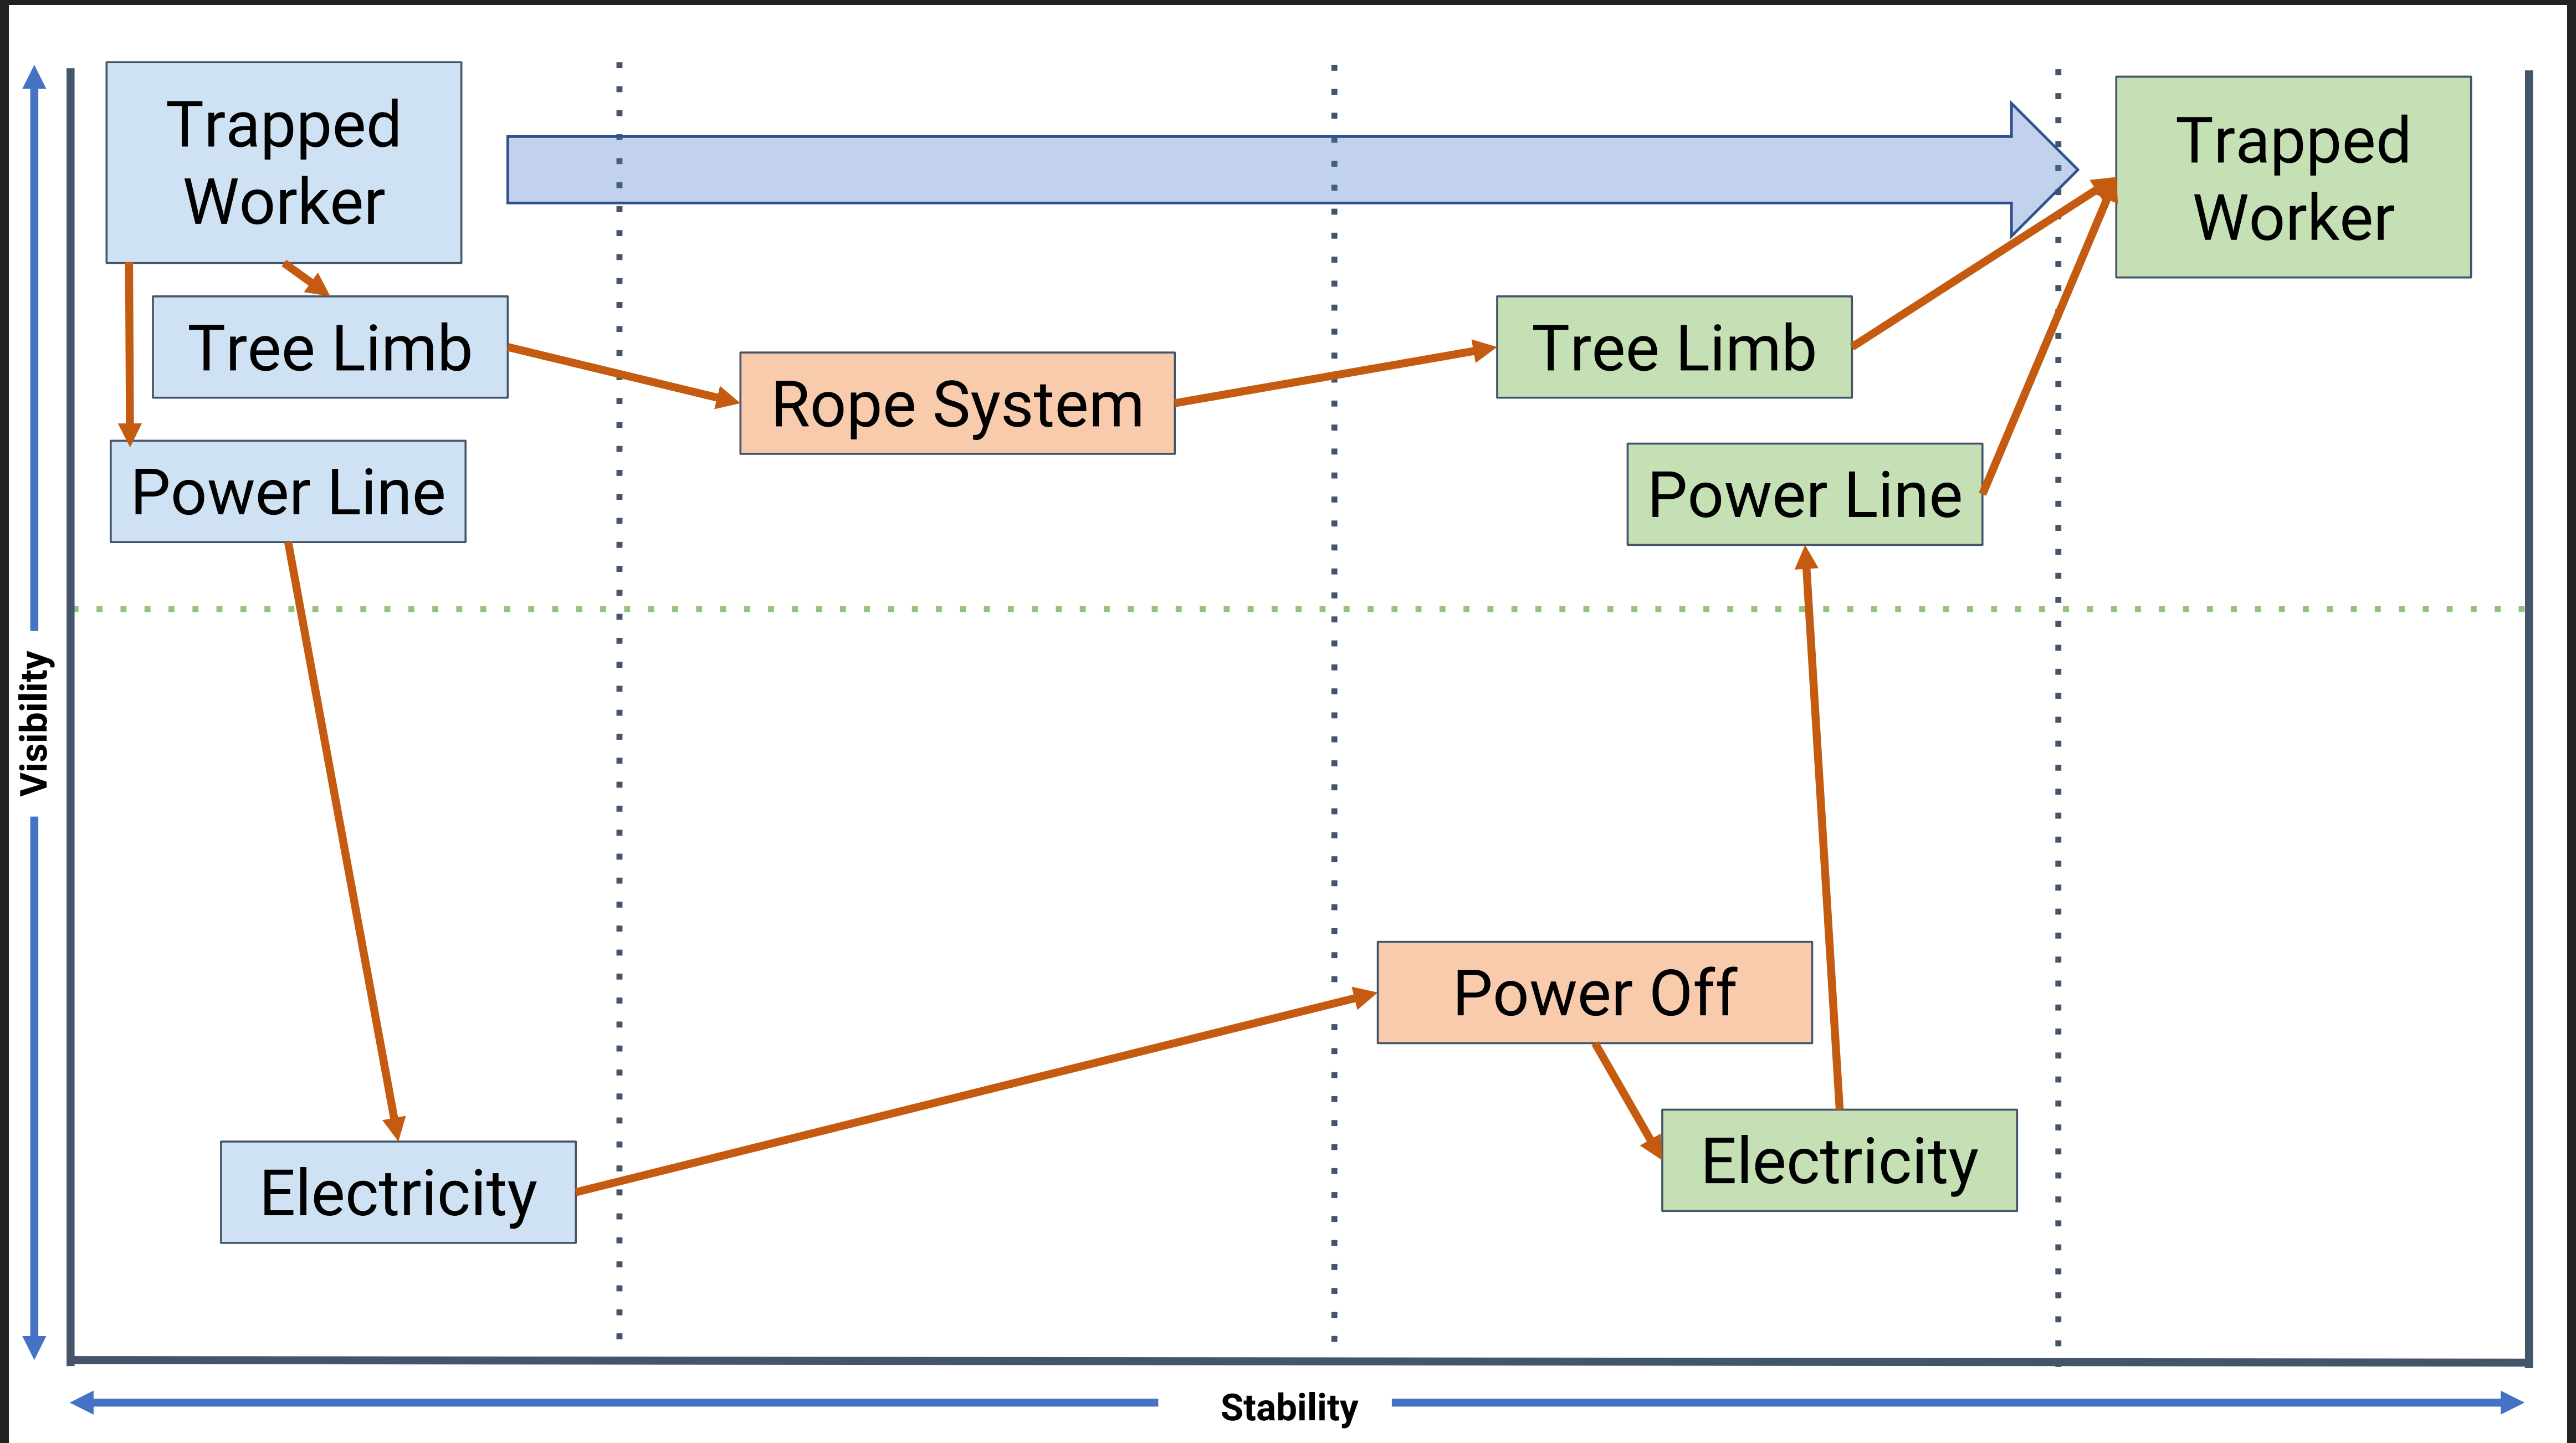 Trapped
Worker
Trapped
Worker
Tree Limb
Rope System
Tree Limb
Power Line
Power Line
Visibility
Power Off
Electricity
Electricity
Stability